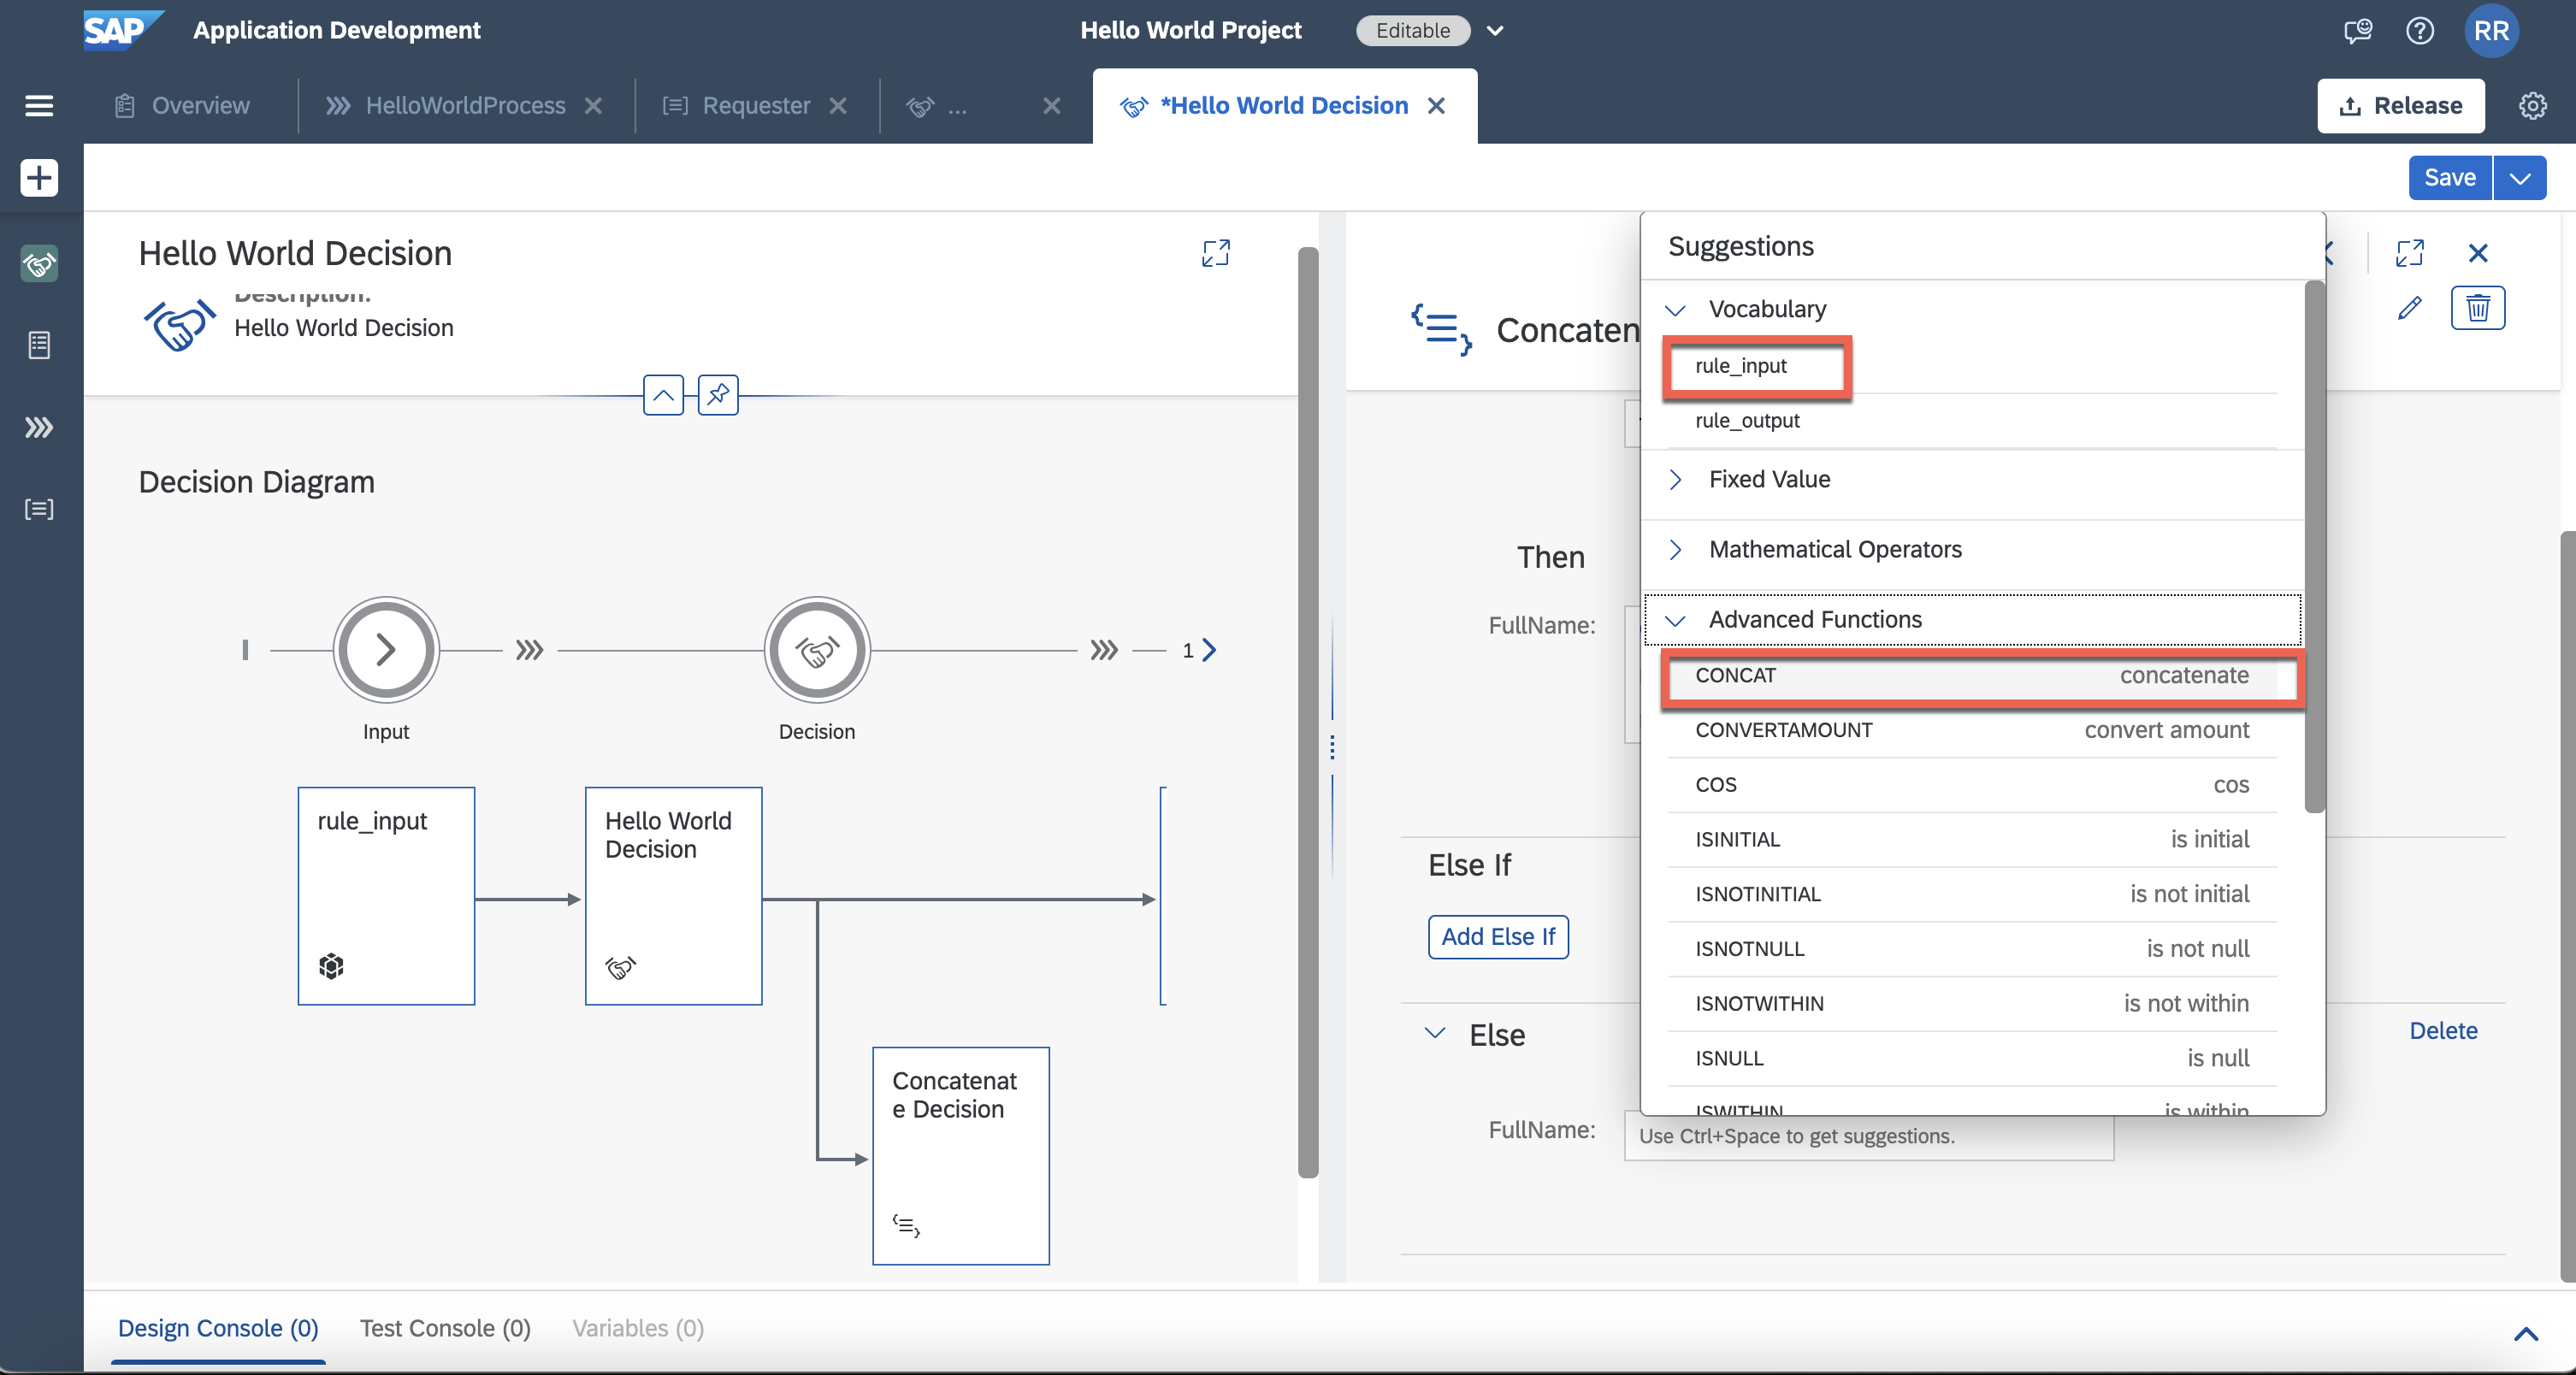 SAP
Application Development
Hello World Project
Editable
RR
Overview
HelloWorldProcess
Requester
...
*Hello World Decision
Release
Save
Hello World Decision
Description:
Hello World Decision
Decision Diagram
1
Input
Decision
rule_input
Hello World
Decision
Concatenat
e Decision
Concaten
Then
FullName:
Else If
Add Else If
Else
Delete
FullName:
Use Ctrl+Space to get suggestions.
Suggestions
Vocabulary
rule_input
rule_output
Fixed Value
Mathematical Operators
Advanced Functions
CONCAT concatenate
CONVERTAMOUNT convert amount
COS cos
ISINITIAL is initial
ISNOTINITIAL is not initial
ISNOTNULL is not null
ISNOTWITHIN is not within
ISNULL is null
ISWITHIN is within
Design Console (0)
Test Console (0)
Variables (0)